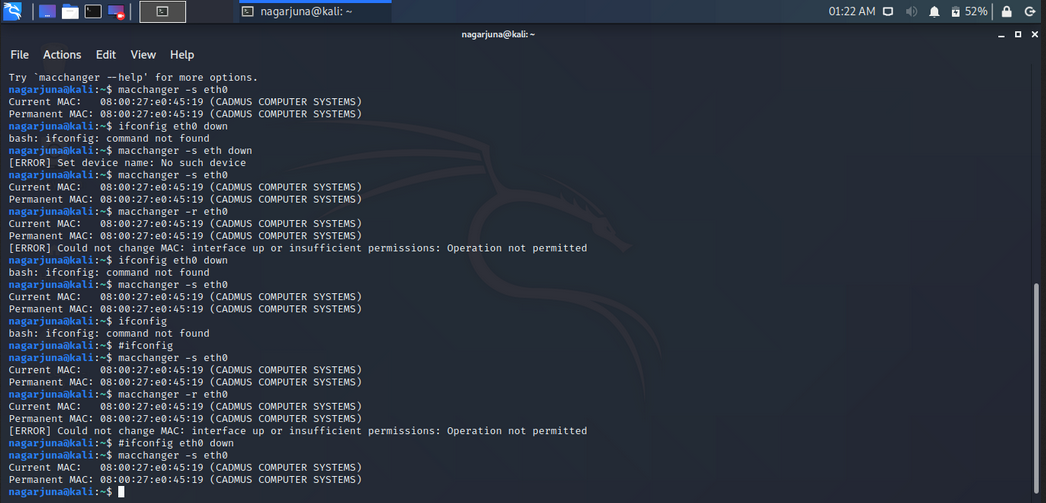 nagarjuna@kali: ~
01:22 AM
52%
nagarjuna@kali: ~
File Actions Edit View Help
Try `macchanger --help' for more options.
nagarjuna@kali:~$ macchanger -s eth0
Current MAC:   08:00:27:e0:45:19 (CADMUS COMPUTER SYSTEMS)
Permanent MAC: 08:00:27:e0:45:19 (CADMUS COMPUTER SYSTEMS)
nagarjuna@kali:~$ ifconfig eth0 down
bash: ifconfig: command not found
nagarjuna@kali:~$ macchanger -s eth down
[ERROR] Set device name: No such device
nagarjuna@kali:~$ macchanger -s eth0
Current MAC:   08:00:27:e0:45:19 (CADMUS COMPUTER SYSTEMS)
Permanent MAC: 08:00:27:e0:45:19 (CADMUS COMPUTER SYSTEMS)
nagarjuna@kali:~$ macchanger -r eth0
Current MAC:   08:00:27:e0:45:19 (CADMUS COMPUTER SYSTEMS)
Permanent MAC: 08:00:27:e0:45:19 (CADMUS COMPUTER SYSTEMS)
[ERROR] Could not change MAC: interface up or insufficient permissions: Operation not permitted
nagarjuna@kali:~$ ifconfig eth0 down
bash: ifconfig: command not found
nagarjuna@kali:~$ macchanger -s eth0
Current MAC:   08:00:27:e0:45:19 (CADMUS COMPUTER SYSTEMS)
Permanent MAC: 08:00:27:e0:45:19 (CADMUS COMPUTER SYSTEMS)
nagarjuna@kali:~$ ifconfig
bash: ifconfig: command not found
nagarjuna@kali:~$ #ifconfig
nagarjuna@kali:~$ macchanger -s eth0
Current MAC:   08:00:27:e0:45:19 (CADMUS COMPUTER SYSTEMS)
Permanent MAC: 08:00:27:e0:45:19 (CADMUS COMPUTER SYSTEMS)
nagarjuna@kali:~$ macchanger -r eth0
Current MAC:   08:00:27:e0:45:19 (CADMUS COMPUTER SYSTEMS)
Permanent MAC: 08:00:27:e0:45:19 (CADMUS COMPUTER SYSTEMS)
[ERROR] Could not change MAC: interface up or insufficient permissions: Operation not permitted
nagarjuna@kali:~$ #ifconfig eth0 down
nagarjuna@kali:~$ macchanger -s eth0
Current MAC:   08:00:27:e0:45:19 (CADMUS COMPUTER SYSTEMS)
Permanent MAC: 08:00:27:e0:45:19 (CADMUS COMPUTER SYSTEMS)
nagarjuna@kali:~$